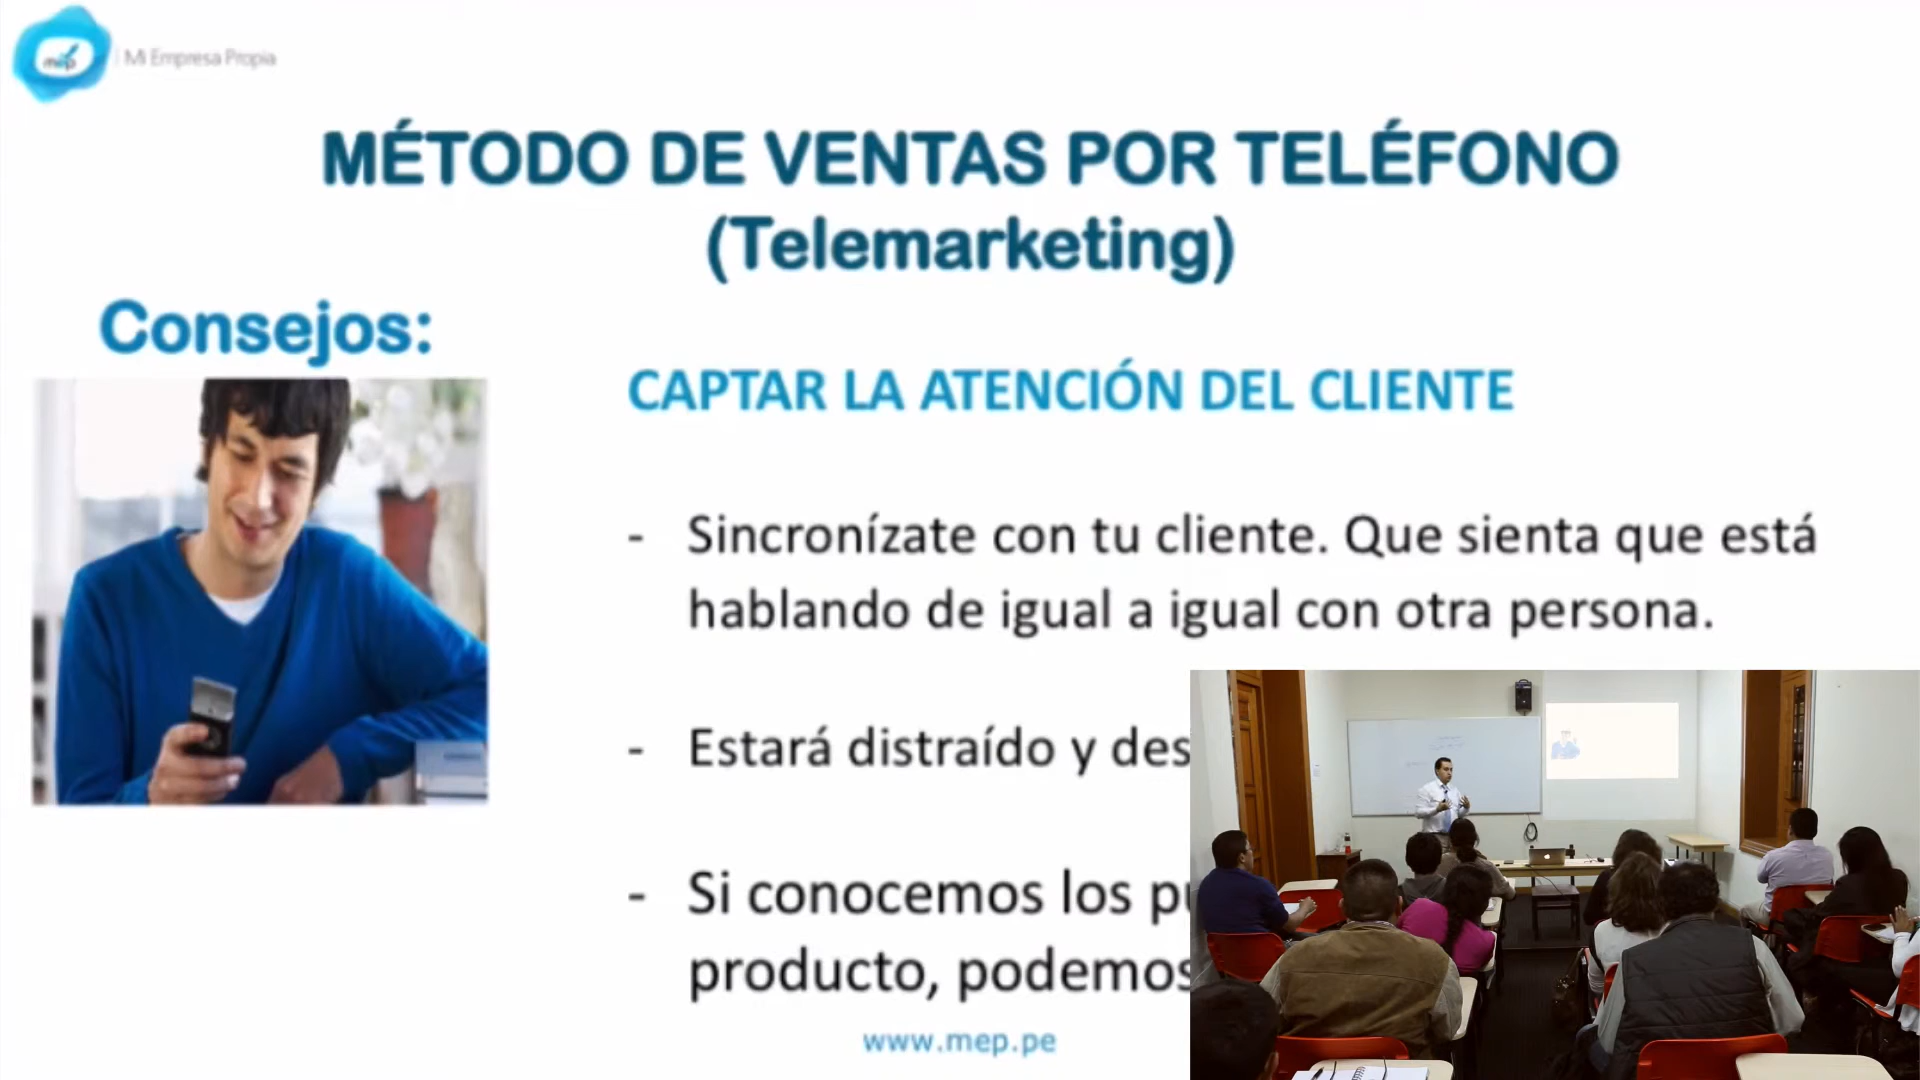 mep | Mi Empresa Propia
MÉTODO DE VENTAS POR TELÉFONO
(Telemarketing)
Consejos:
CAPTAR LA ATENCIÓN DEL CLIENTE
- Sincronízate con tu cliente. Que sienta que está
hablando de igual a igual con otra persona.
- Estará distraído y
- Si conocemos los
producto, podemos
www.mep.pe